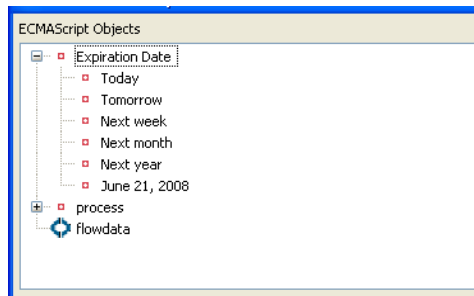 ECMAScript Objects
Expiration Date
Today
Tomorrow
Next week
Next month
Next year
June 21, 2008
process
flowdata